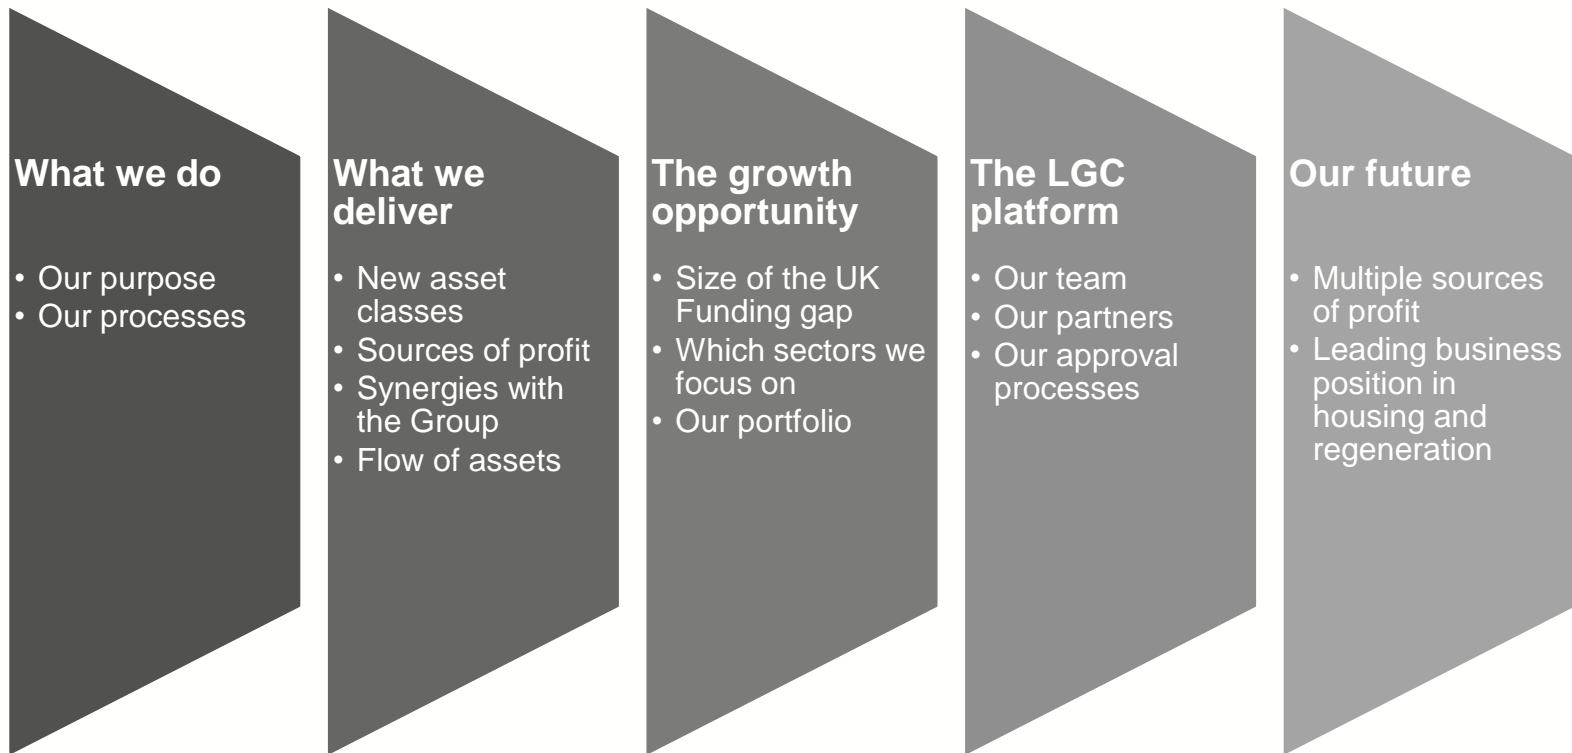 What we do
• Our purpose
• Our processes
What we
deliver
• New asset
classes
• Sources of profit
• Synergies with
the Group
• Flow of assets
The growth
opportunity
• Size of the UK
Funding gap
• Which sectors we
focus on
• Our portfolio
The LGC
platform
• Our team
• Our partners
• Our approval
processes
Our future
• Multiple sources
of profit
• Leading business
position in
housing and
regeneration